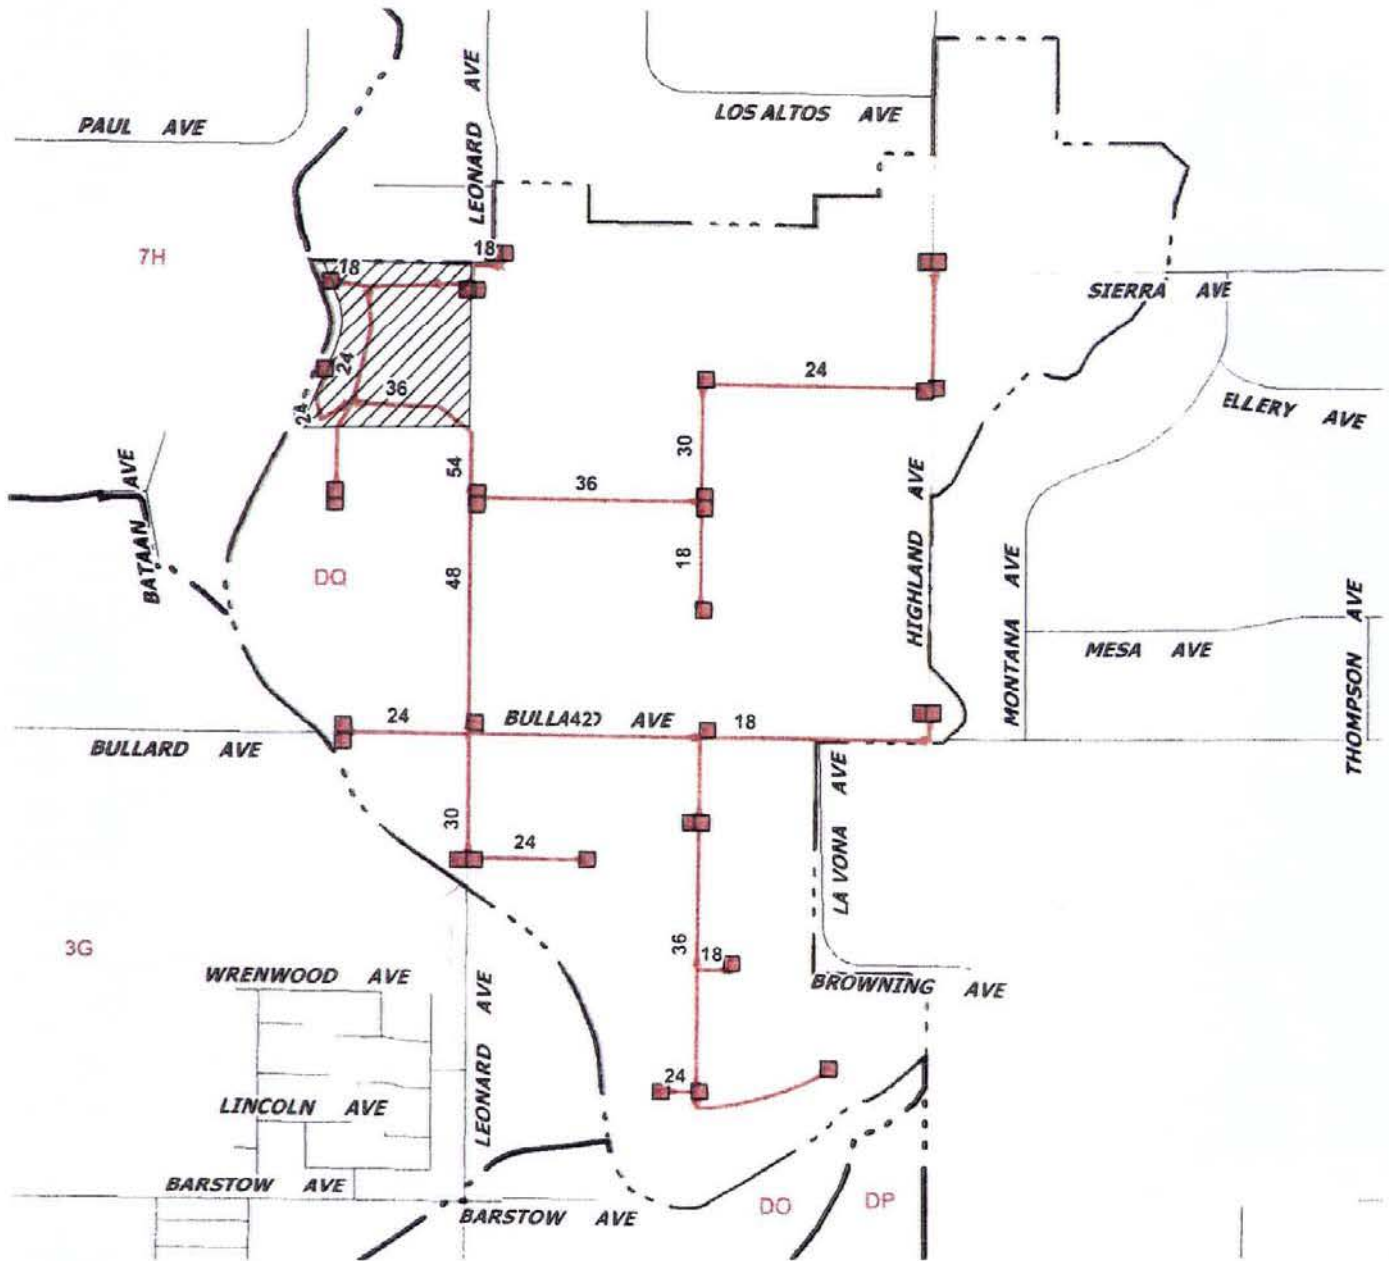 LEONARD AVE
PAUL AVE
LOS ALTOS AVE
7H
18
18
SIERRA AVE
24
24
36
24
ELLERY AVE
BATAAN AVE
54
30
36
HIGHLAND AVE
48
18
DQ
MONTANA AVE
MESA AVE
THOMPSON AVE
24
BULLA42D AVE
18
BULLARD AVE
LA VONA AVE
30
24
36
18
3G
WRENWOOD AVE
BROWNING AVE
LEONARD AVE
24
LINCOLN AVE
BARSTOW AVE
BARSTOW AVE
DO
DP